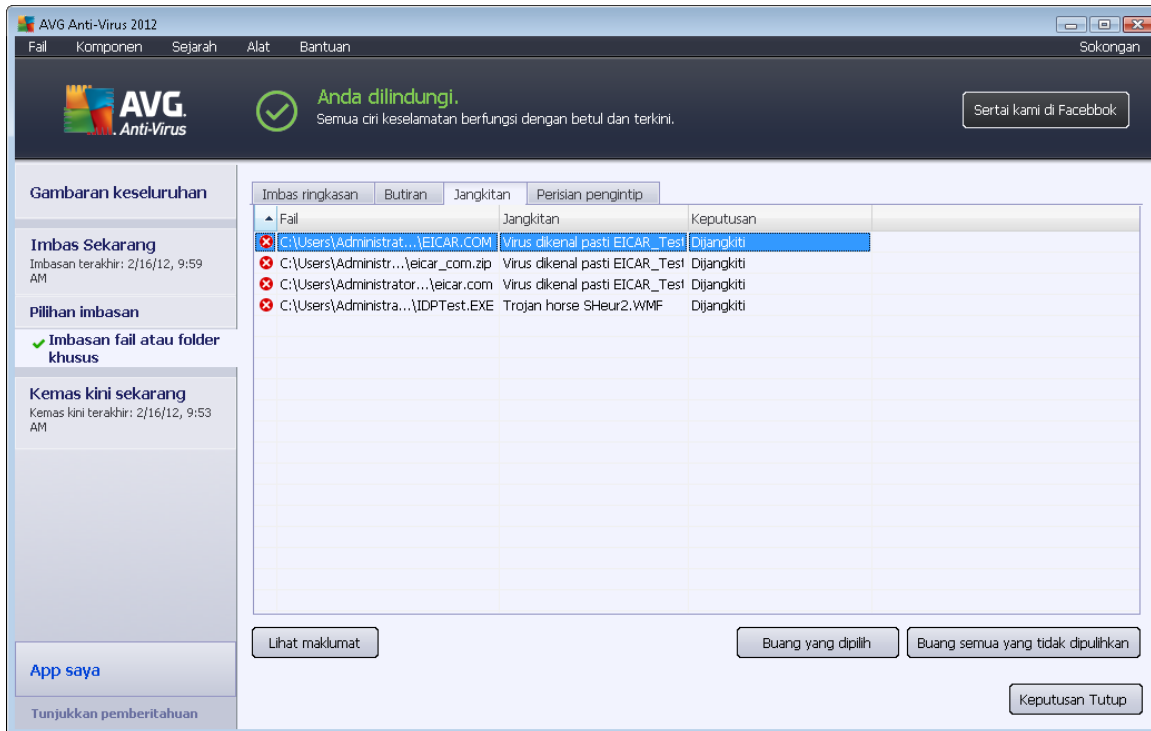 AVG Anti-Virus 2012
Fail Komponen Sejarah Alat Bantuan Sokongan
AVG.
Anti-Virus
Anda dilindungi.
Semua ciri keselamatan berfungsi dengan betul dan terkini.
Sertai kami di Facebbok
Gambaran keseluruhan
Imbas Sekarang
Imbasan terakhir: 2/16/12, 9:59
AM
Pilihan imbasan
Imbasan fail atau folder
khusus
Kemas kini sekarang
Kemas kini terakhir: 2/16/12, 9:53
AM
App saya
Tunjukkan pemberitahuan
Imbas ringkasan Butiran Jangkitan Perisian pengintip
Fail Jangkitan Keputusan
C:\Users\Administrat...\EICAR.COM Virus dikenal pasti EICAR_Test Dijangkiti
C:\Users\Administr...\eicar_com.zip Virus dikenal pasti EICAR_Test Dijangkiti
C:\Users\Administrator...\eicar.com Virus dikenal pasti EICAR_Test Dijangkiti
C:\Users\Administra...\IDPTest.EXE Trojan horse SHeur2.WMF Dijangkiti
Lihat maklumat Buang yang dipilih Buang semua yang tidak dipulihkan
Keputusan Tutup